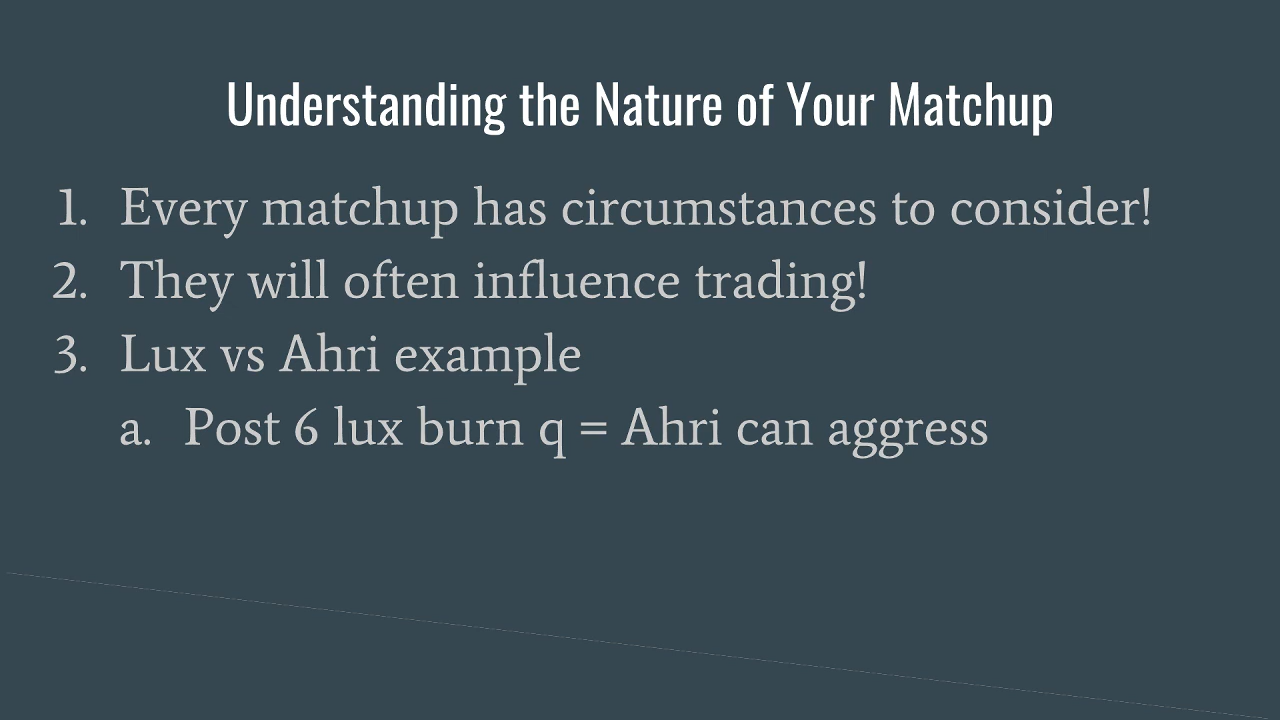 Understanding the Nature of Your Matchup
1. Every matchup has circumstances to consider!
2. They will often influence trading!
3. Lux vs Ahri example
a. Post 6 lux burn q = Ahri can aggress